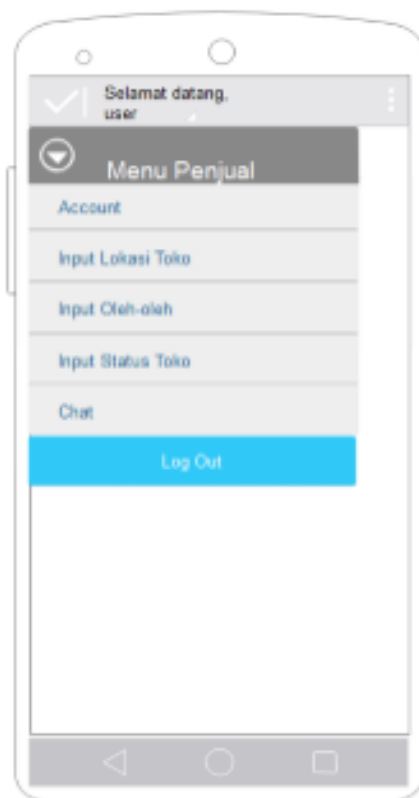 Selamat datang,
user
Menu Penjual
Account
Input Lokasi Toko
Input Oleh-oleh
Input Status Toko
Chat
Log Out